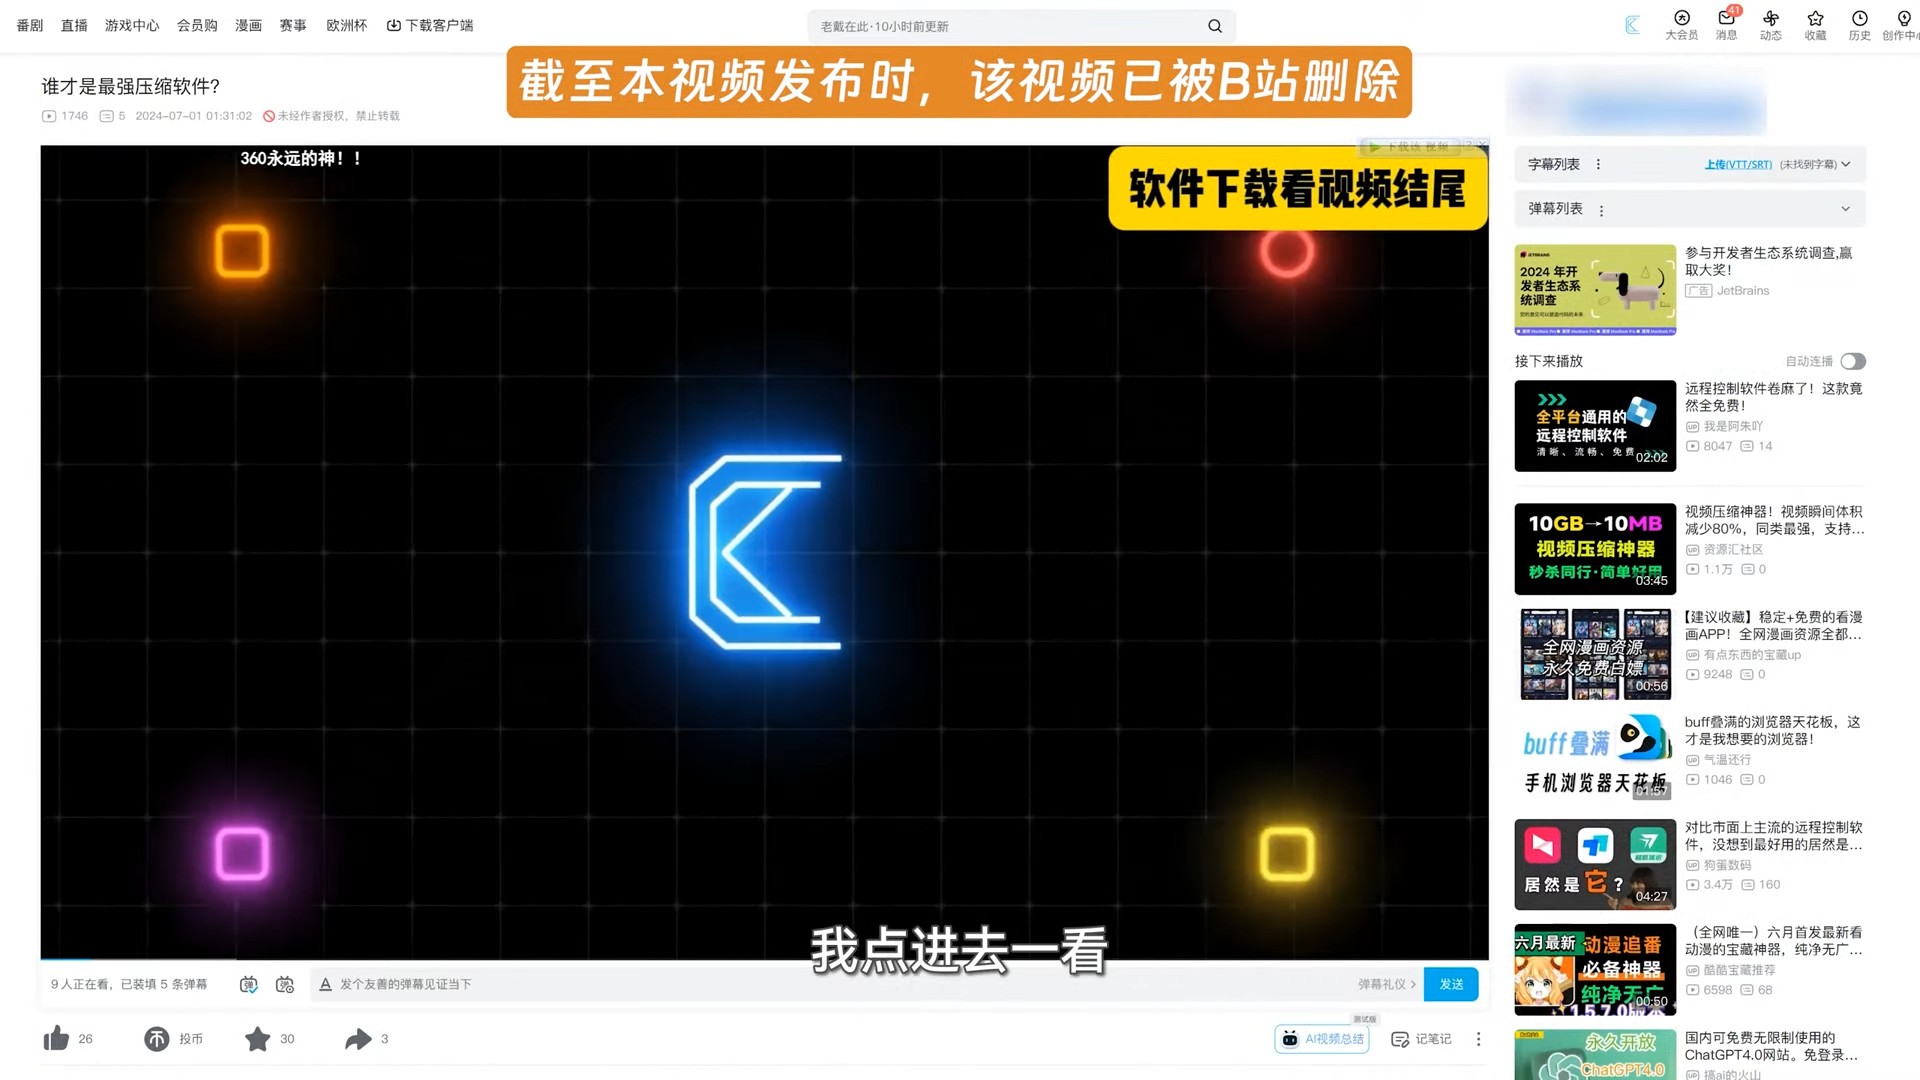 番剧 直播 游戏中心 会员购 漫画 赛事 欧洲杯 下载客户端
老戴在此·10小时前更新
41
大会员 消息 动态 收藏 历史 创作中心
截至本视频发布时，该视频已被B站删除
谁才是最强压缩软件?
1746 5 2024-07-01 01:31:02 未经作者授权，禁止转载
360永远的神！！
下载该 视频 ?
软件下载看视频结尾
我点进去一看
9 人正在看，已装填 5 条弹幕
弹
A 发个友善的弹幕见证当下
弹幕礼仪
发送
26 投币 30 3
测试版
AI视频总结
记笔记
字幕列表
上传(VTT/SRT) (未找到字幕)
弹幕列表
JETBRAINS
2024 年开
发者生态系
统调查
参与开发者生态系统调查,赢
取大奖！
广告 JetBrains
接下来播放
自动连播
全平台通用的
远程控制软件
清晰、流畅、免费
02:02
远程控制软件卷麻了！这款竟
然全免费！
UP 我是阿朱吖
8047 14
10GB→10MB
视频压缩神器
秒杀同行·简单好用
03:45
视频压缩神器！视频瞬间体积
减少80%，同类最强，支持...
UP 资源汇社区
1.1万 0
全网漫画资源
永久免费白嫖
00:56
【建议收藏】稳定+免费的看漫
画APP！全网漫画资源全都...
UP 有点东西的宝藏up
9248 0
buff叠满
手机浏览器天花板
01:57
buff叠满的浏览器天花板，这
才是我想要的浏览器！
UP 气温还行
1046 0
居然是它？
04:27
对比市面上主流的远程控制软
件，没想到最好用的居然是...
UP 狗蛋数码
3.4万 160
六月最新 动漫追番
必备神器
纯净无广
1.5.7.0版本
00:50
（全网唯一）六月首发最新看
动漫的宝藏神器，纯净无广...
UP 酷酷宝藏推荐
6598 68
永久开放
ChatGPT4.0
国内可免费无限制使用的
ChatGPT4.0网站。免登录...
UP 搞ai的火山